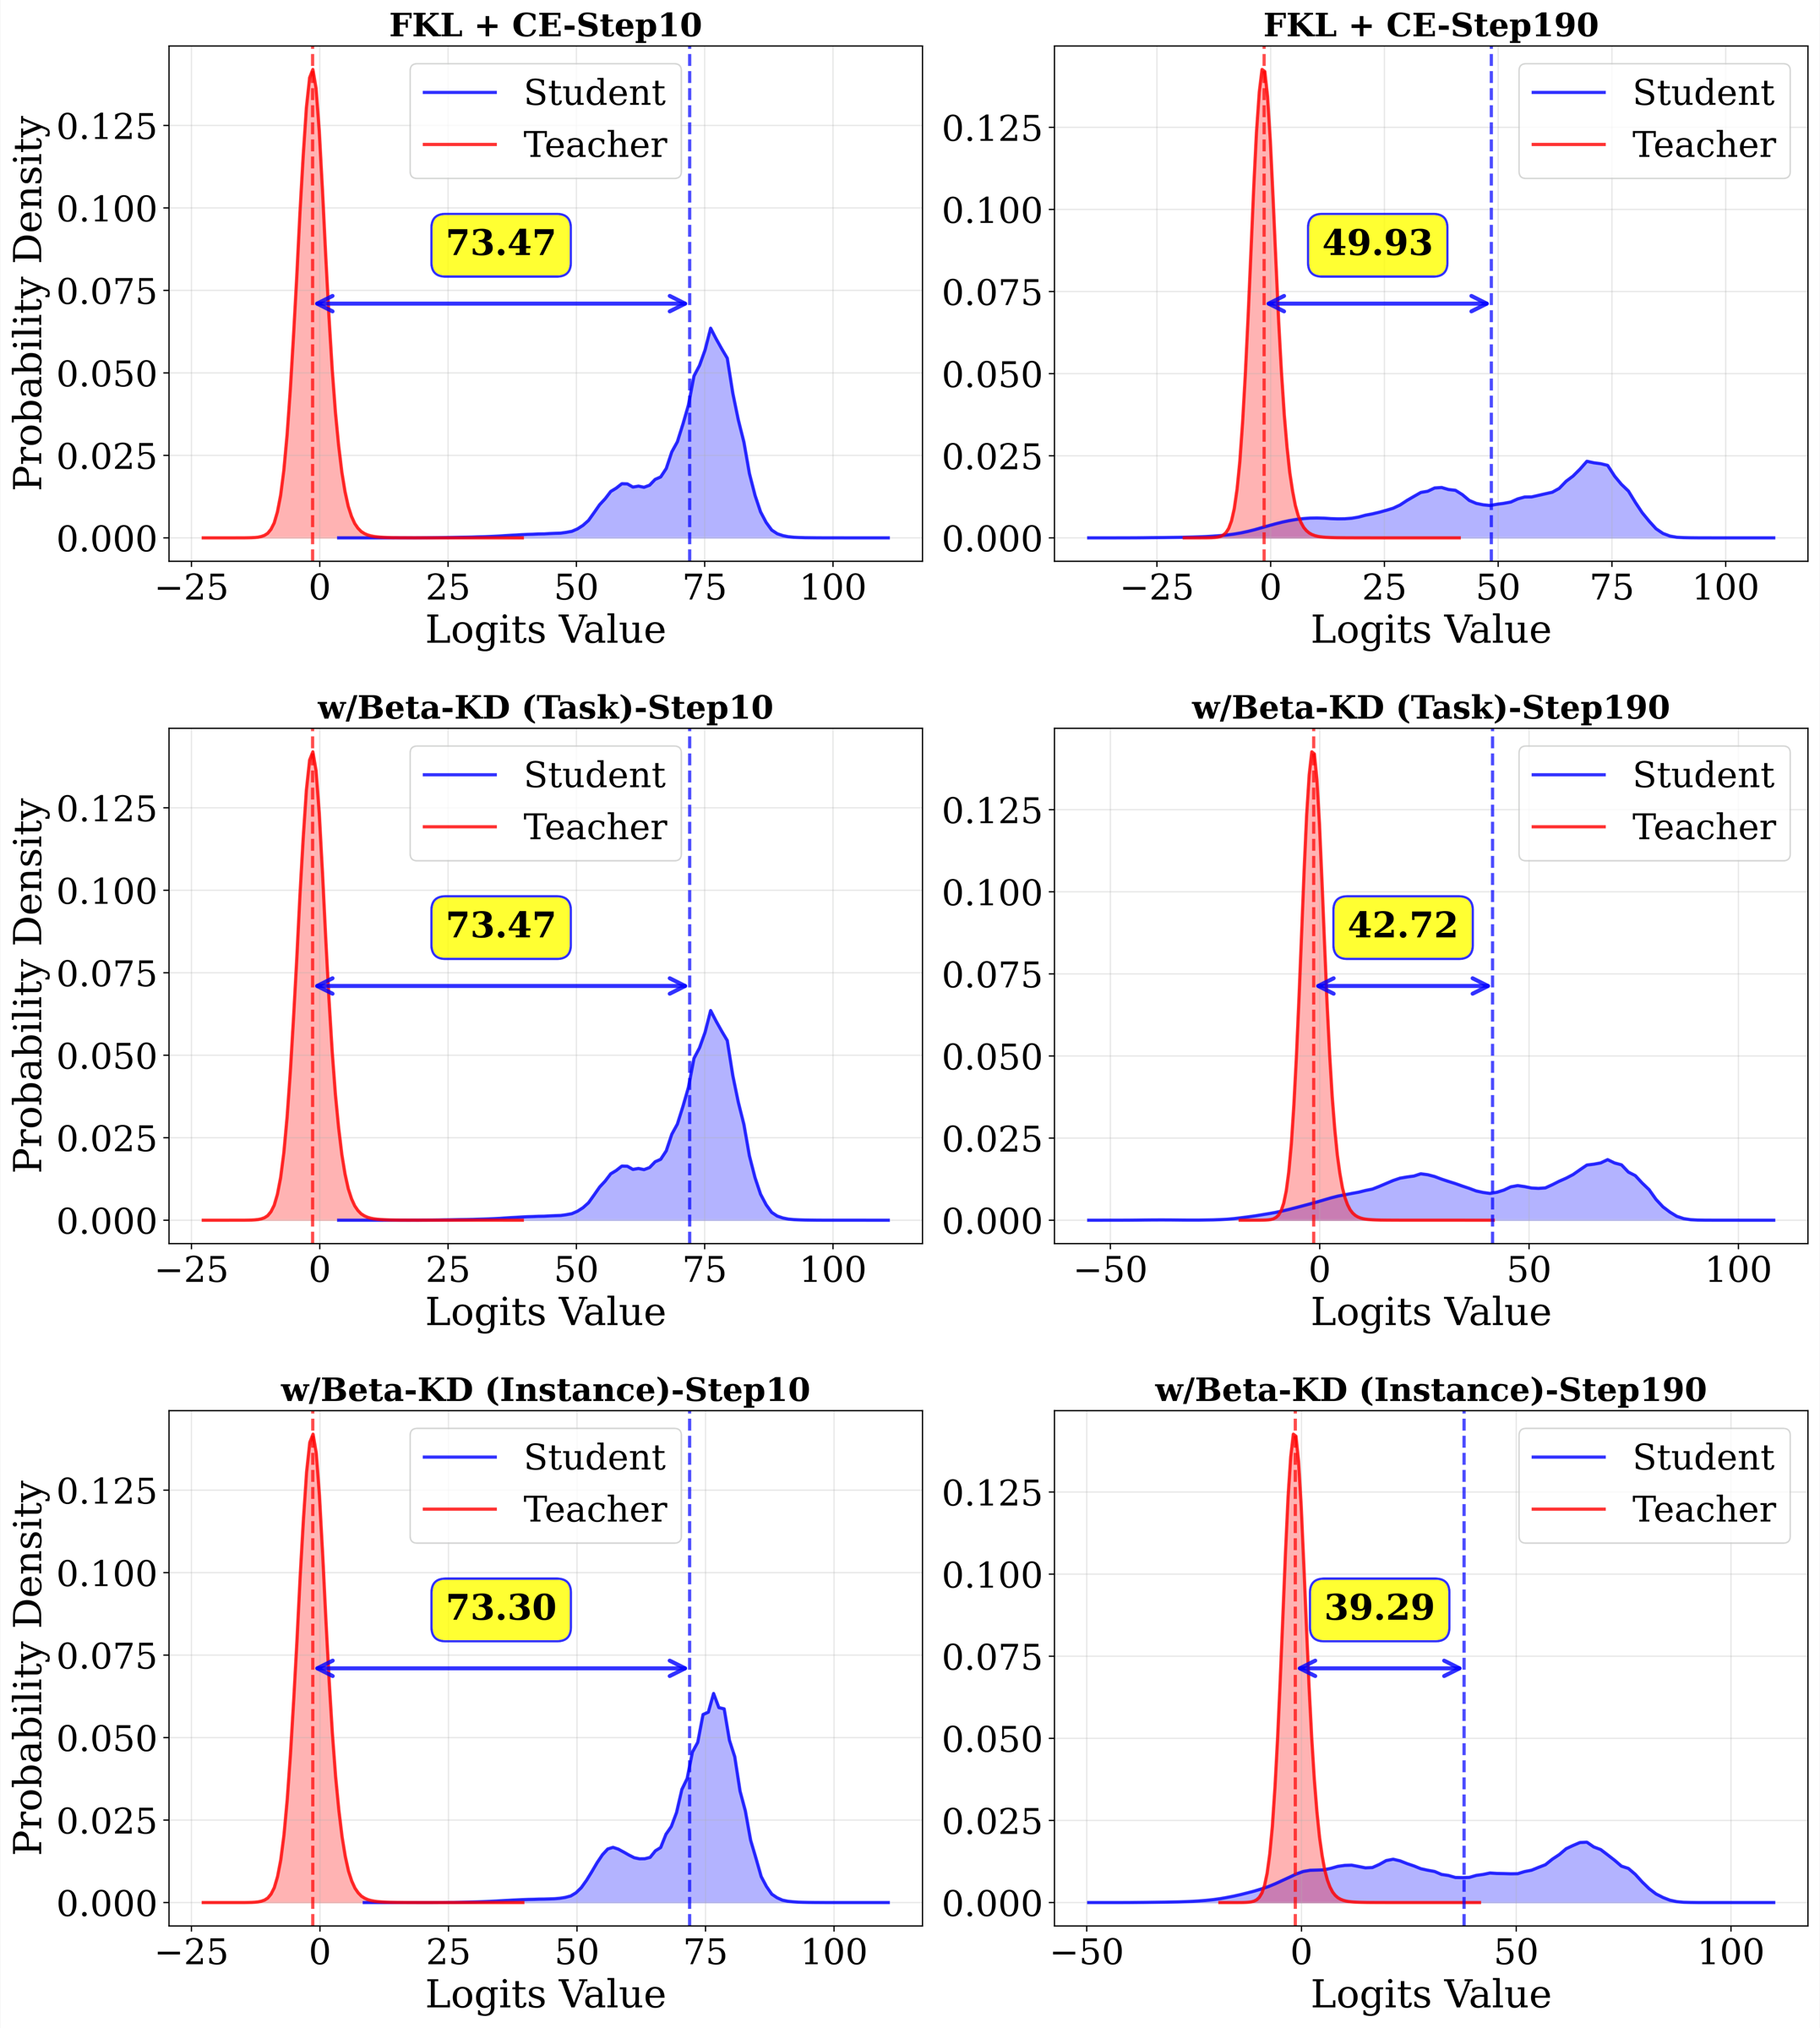 FKL + CE-Step10
Probability Density
0.125
0.100
0.075
0.050
0.025
0.000
Student
Teacher
73.47
−25 0 25 50 75 100
Logits Value
FKL + CE-Step190
0.125
0.100
0.075
0.050
0.025
0.000
Student
Teacher
49.93
−25 0 25 50 75 100
Logits Value
w/Beta-KD (Task)-Step10
Probability Density
0.125
0.100
0.075
0.050
0.025
0.000
Student
Teacher
73.47
−25 0 25 50 75 100
Logits Value
w/Beta-KD (Task)-Step190
0.125
0.100
0.075
0.050
0.025
0.000
Student
Teacher
42.72
−50 0 50 100
Logits Value
w/Beta-KD (Instance)-Step10
Probability Density
0.125
0.100
0.075
0.050
0.025
0.000
Student
Teacher
73.30
−25 0 25 50 75 100
Logits Value
w/Beta-KD (Instance)-Step190
0.125
0.100
0.075
0.050
0.025
0.000
Student
Teacher
39.29
−50 0 50 100
Logits Value